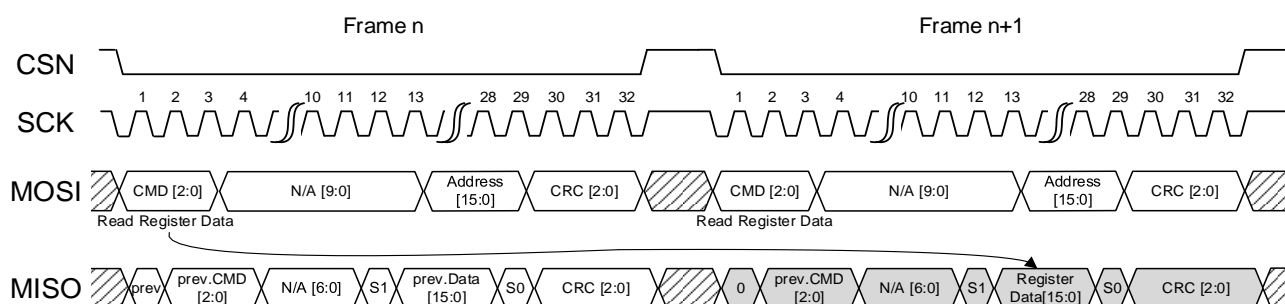 Frame n Frame n+1
CSN
1 2 3 4 10 11 12 13 28 29 30 31 32 1 2 3 4 10 11 12 13 28 29 30 31 32
SCK
MOSI CMD [2:0] N/A [9:0] Address [15:0] CRC [2:0] CMD [2:0] N/A [9:0] Address [15:0] CRC [2:0]
Read Register Data Read Register Data
MISO prev prev.CMD [2:0] N/A [6:0] S1 prev.Data [15:0] S0 CRC [2:0] 0 prev.CMD [2:0] N/A [6:0] S1 Register Data[15:0] S0 CRC [2:0]